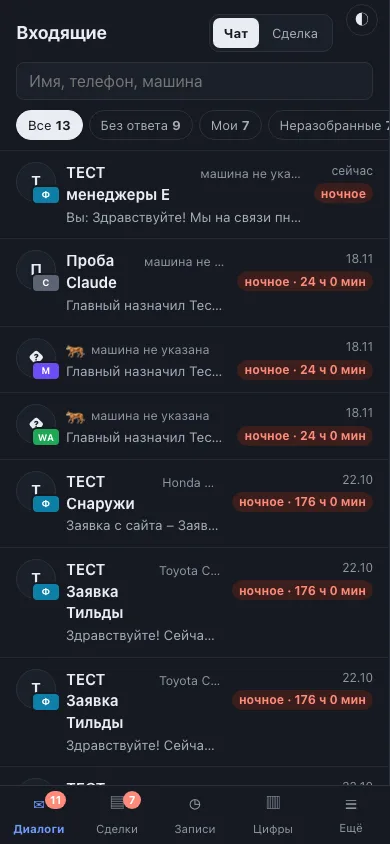 Входящие
Чат
Сделка
Имя, телефон, машина
Все 13
Без ответа 9
Мои 7
Неразобранные 7
Т
Ф
ТЕСТ
менеджеры Е
машина не ука...
сейчас
ночное
Вы: Здравствуйте! Мы на связи пн...
П
С
Проба
Claude
машина не ...
18.11
ночное · 24 ч 0 мин
Главный назначил Тес...
?
М
🐅 машина не указана
18.11
Главный назначил Тес...
ночное · 24 ч 0 мин
?
WA
🐅 машина не указана
18.11
Главный назначил Тес...
ночное · 24 ч 0 мин
Т
Ф
ТЕСТ
Снаружи
Honda ...
22.10
ночное · 176 ч 0 мин
Заявка с сайта – Заяв...
Т
Ф
ТЕСТ
Заявка
Тильды
Toyota C...
22.10
ночное · 176 ч 0 мин
Здравствуйте! Сейча...
Т
Ф
ТЕСТ
Заявка
Тильды
Toyota C...
22.10
ночное · 176 ч 0 мин
Здравствуйте! Сейча...
ТЕСТ
22.10
11
Диалоги
7
Сделки
Записи
Цифры
Ещё